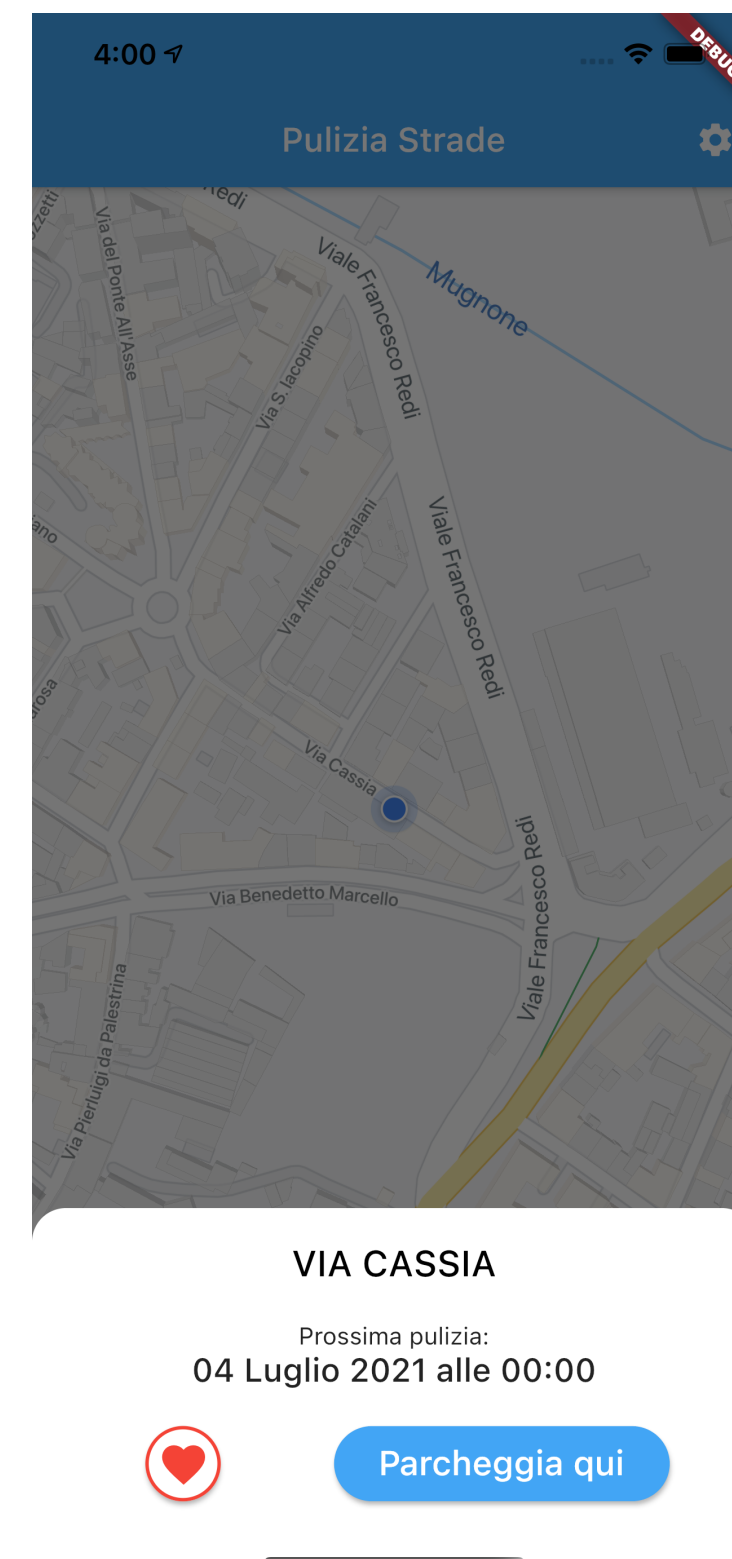 4:00
DEBUG
Pulizia Strade
Redi
Via del Ponte All'Asse
Viale Francesco Redi
Mugnone
Via S. Iacopino
Viale Francesco Redi
Via Alfredo Catalani
Via Cassia
Viale Francesco Redi
Via Benedetto Marcello
Via Pierluigi da Palestrina
VIA CASSIA
Prossima pulizia:
04 Luglio 2021 alle 00:00
Parcheggia qui